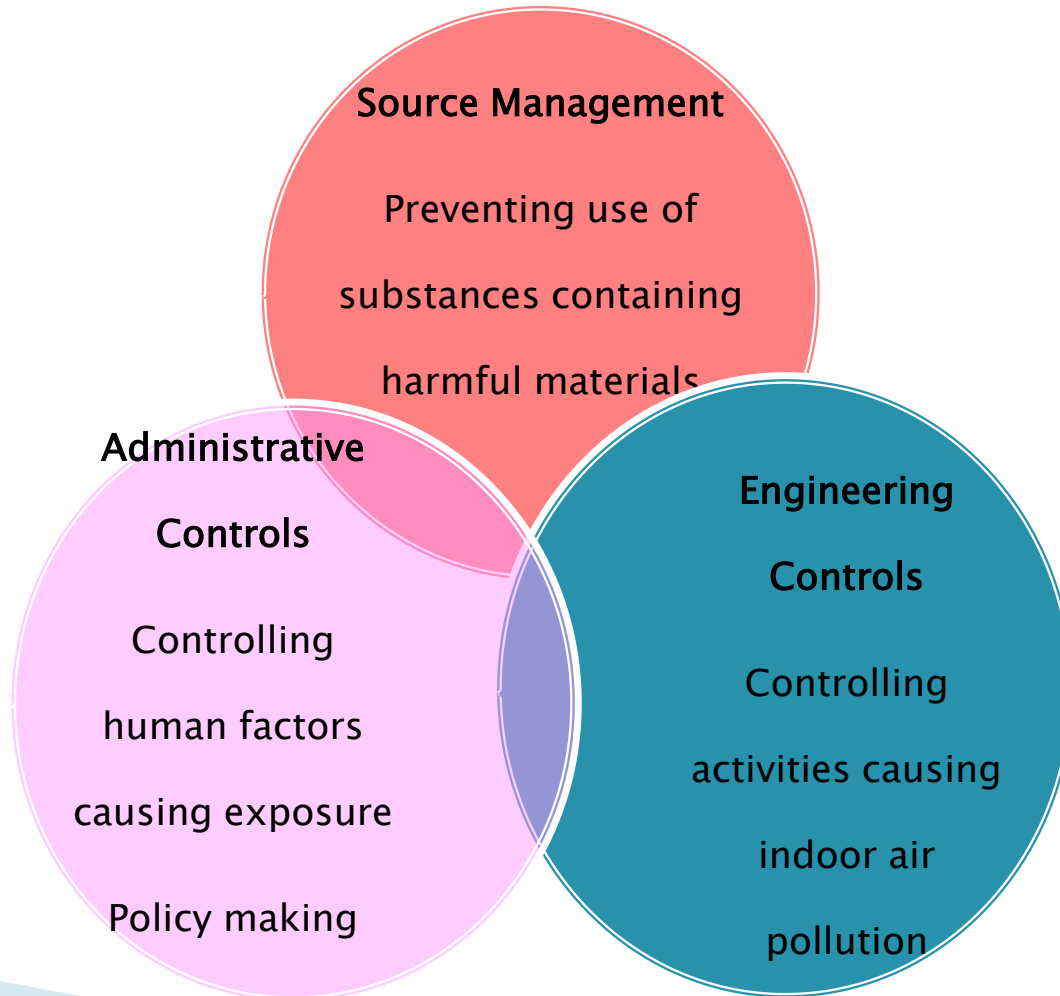 Source Management
Preventing use of
substances containing
harmful materials
Administrative
Controls
Controlling
human factors
causing exposure
Policy making
Engineering
Controls
Controlling
activities causing
indoor air
pollution